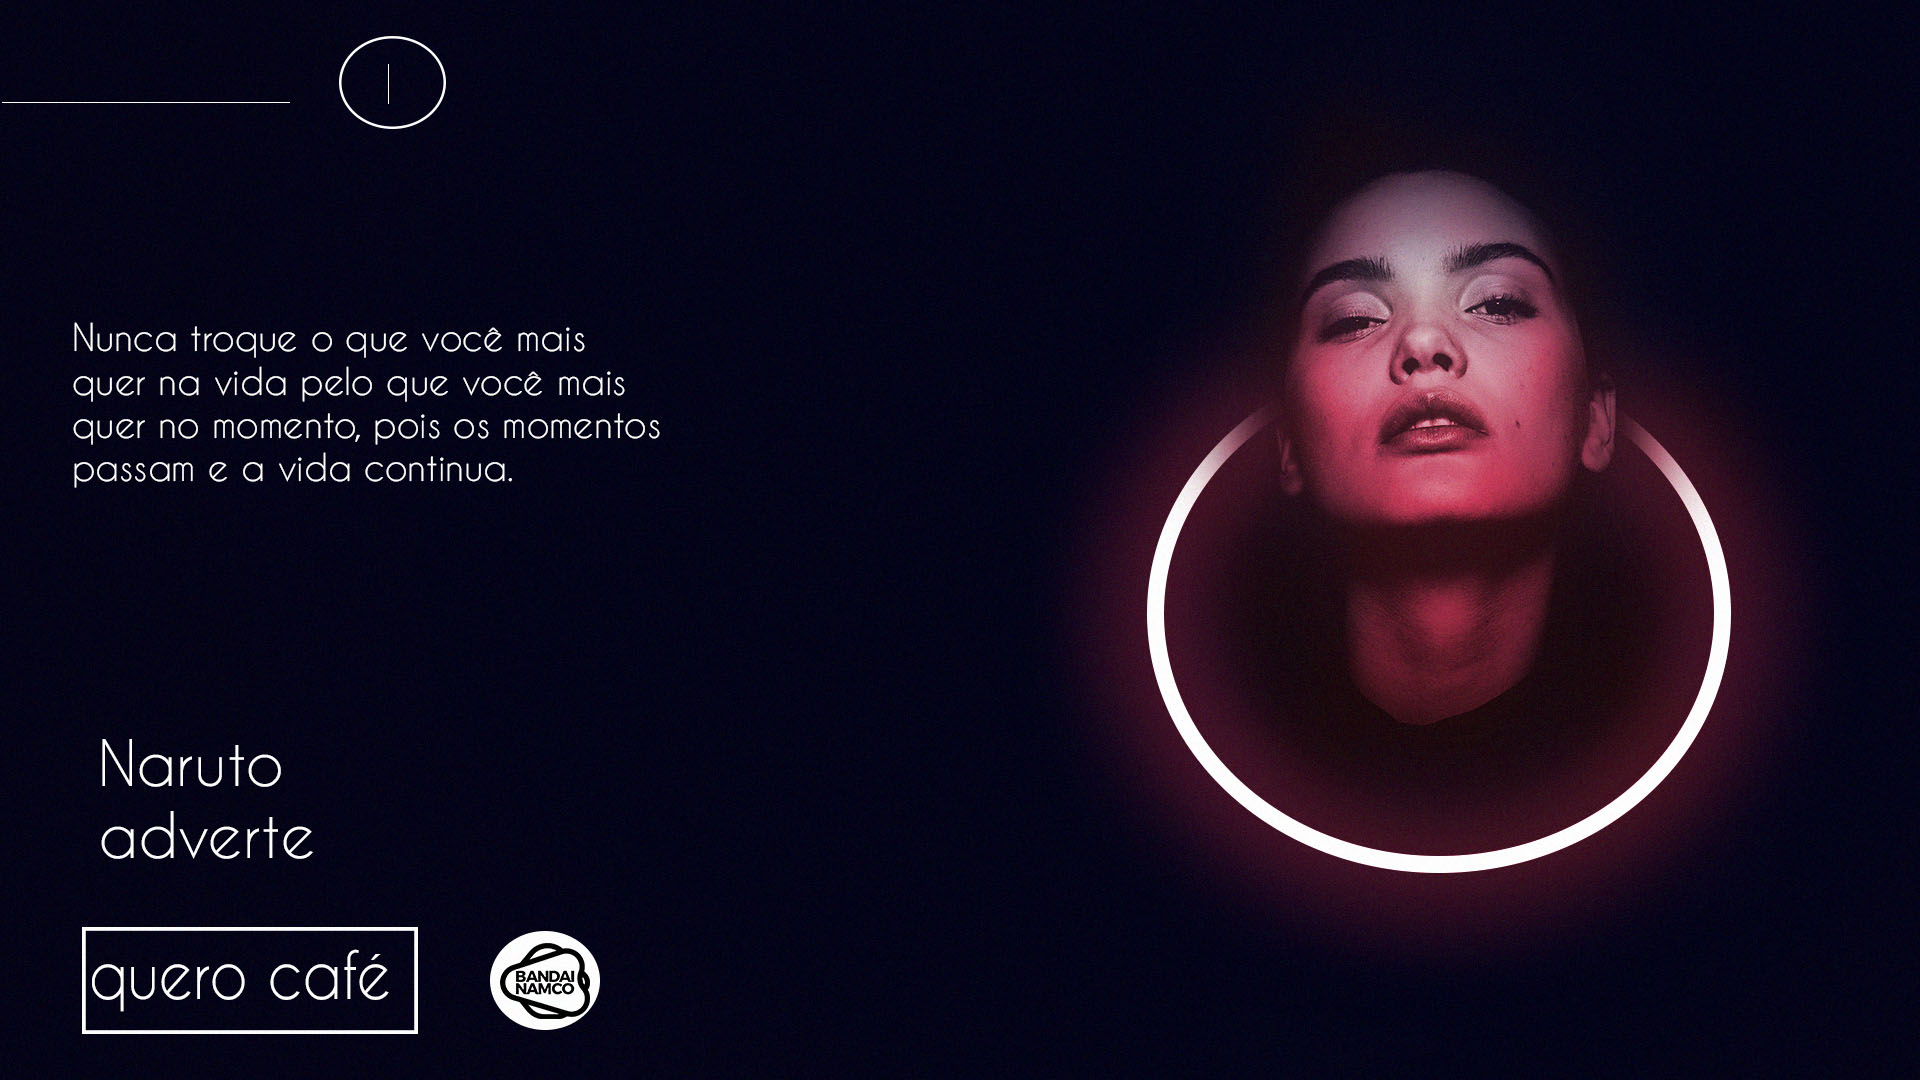 Nunca troque o que você mais
quer na vida pelo que você mais
quer no momento, pois os momentos
passam e a vida continua.
Naruto
adverte
quero café
BANDAI
NAMCO